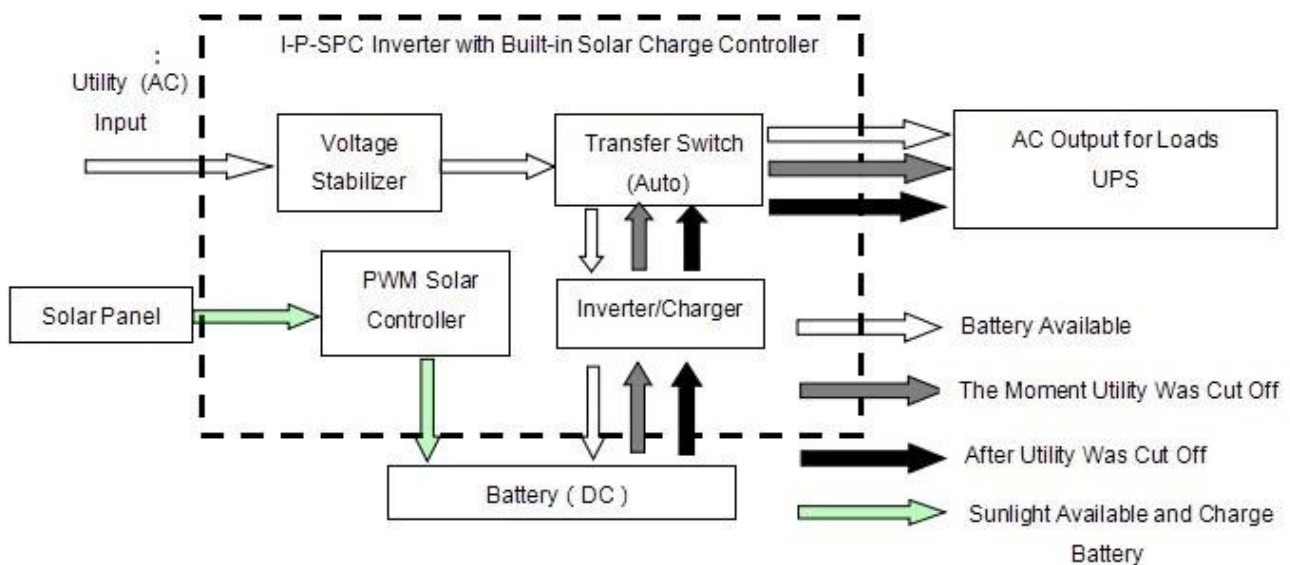 I-P-SPC Inverter with Built-in Solar Charge Controller
:
Utility (AC)
Input
Voltage
Stabilizer
Transfer Switch
(Auto)
AC Output for Loads
UPS
PWM Solar
Controller
Solar Panel
Inverter/Charger
Battery ( DC )
Battery Available
The Moment Utility Was Cut Off
After Utility Was Cut Off
Sunlight Available and Charge
Battery